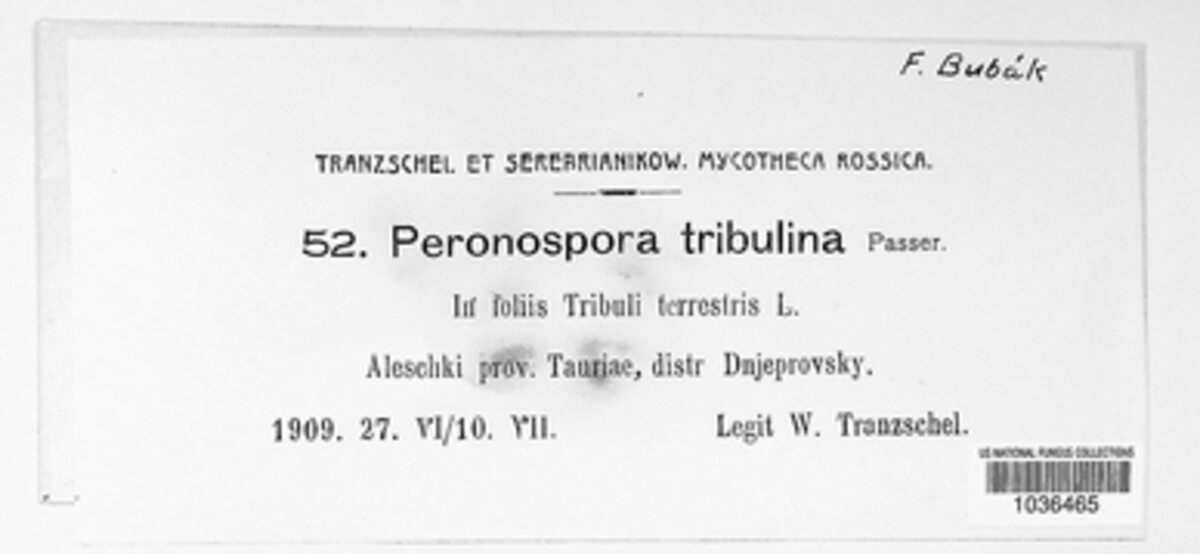 F. Bubák
TRANZSCHEL ET SEREBRIANIKOW. MYCOTHECA ROSSICA.
52. Peronospora tribulina Passer.
In foliis Tribuli terrestris L.
Aleschki prov. Tauriae, distr Dnjeprovsky.
1909. 27. VI/10. VII. Legit W. Tranzschel.
US NATIONAL FUNGUS COLLECTIONS
1036465